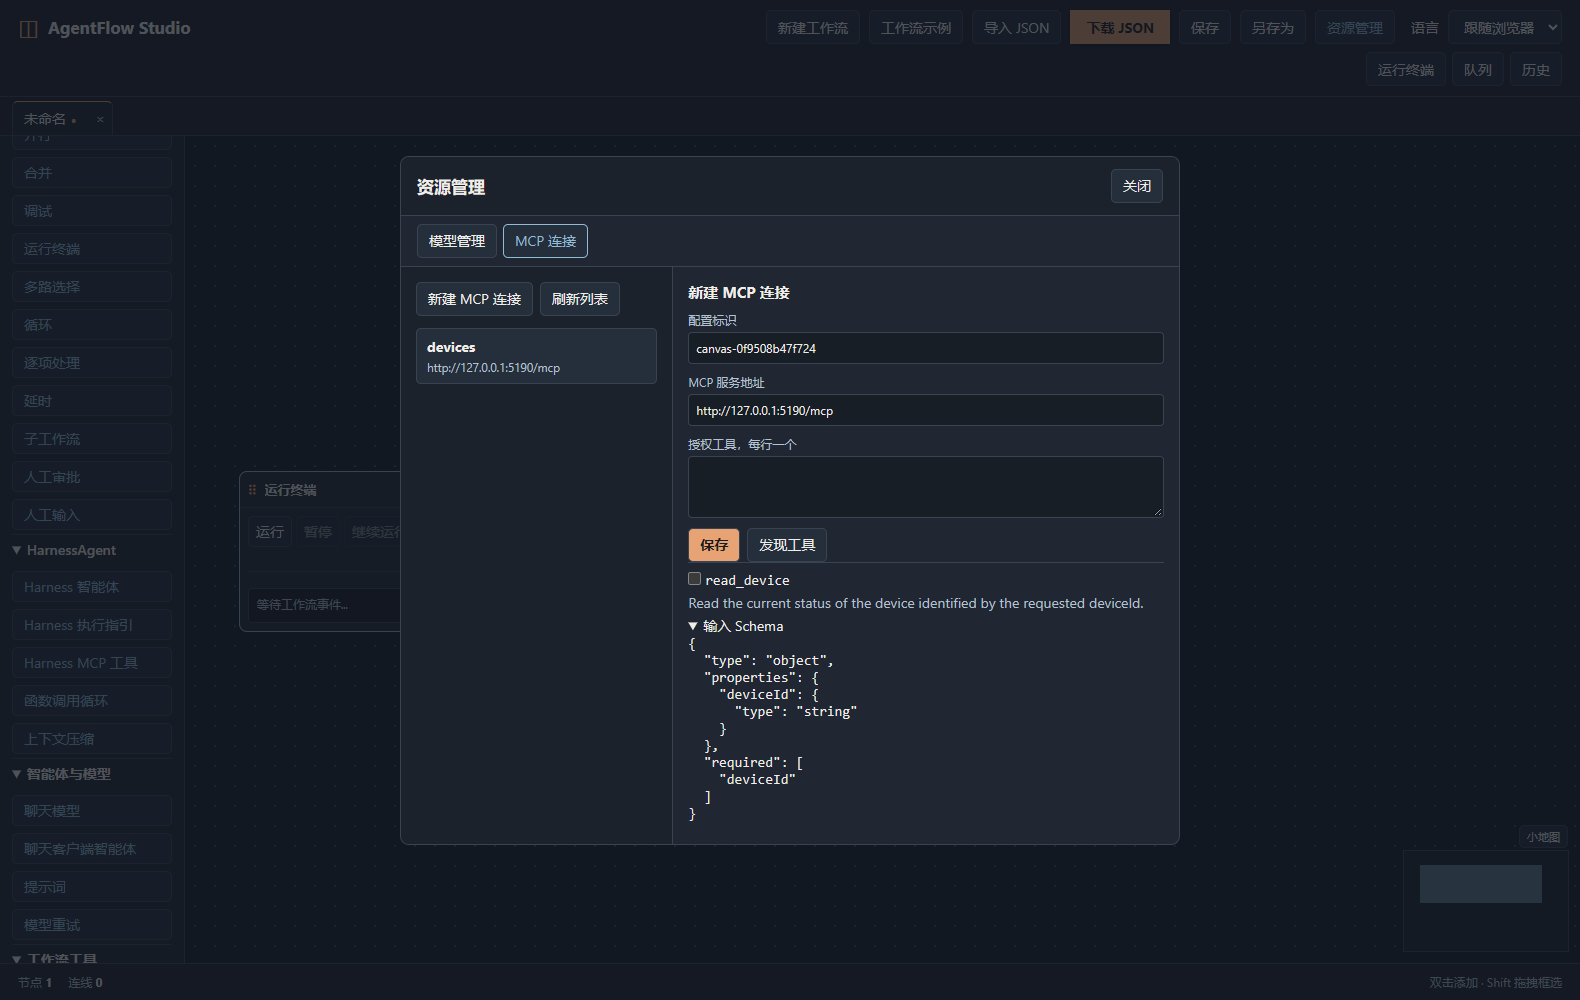 AgentFlow Studio
新建工作流
工作流示例
导入 JSON
下载 JSON
保存
另存为
资源管理
语言
跟随浏览器
运行终端
队列
历史
未命名 • ×
并行
合并
调试
运行终端
多路选择
循环
逐项处理
延时
子工作流
人工审批
人工输入
▼ HarnessAgent
Harness 智能体
Harness 执行指引
Harness MCP 工具
函数调用循环
上下文压缩
▼ 智能体与模型
聊天模型
聊天客户端智能体
提示词
模型重试
▼ 工作流工具
运行终端
运行
暂停
继续运行
等待工作流事件...
资源管理
关闭
模型管理
MCP 连接
新建 MCP 连接
刷新列表
devices
http://127.0.0.1:5190/mcp
新建 MCP 连接
配置标识
canvas-0f9508b47f724
MCP 服务地址
http://127.0.0.1:5190/mcp
授权工具，每行一个
保存
发现工具
read_device
Read the current status of the device identified by the requested deviceId.
▼ 输入 Schema
{
"type": "object",
"properties": {
"deviceId": {
"type": "string"
}
},
"required": [
"deviceId"
]
}
小地图
节点 1
连线 0
双击添加 · Shift 拖拽框选